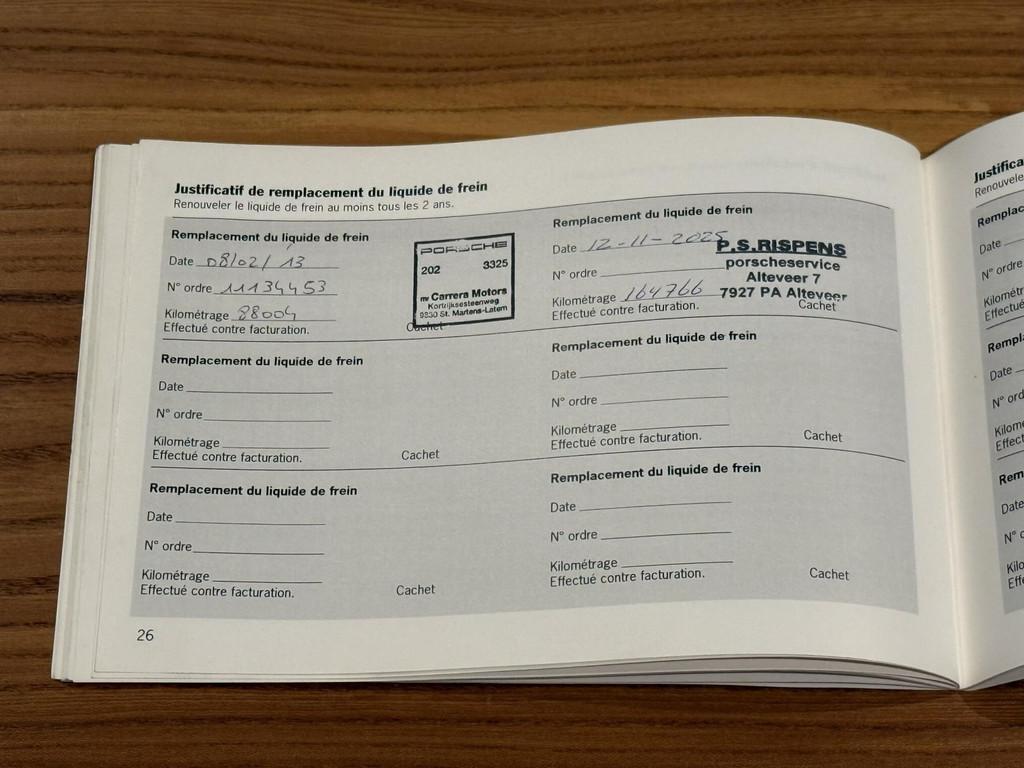 Justificatif de remplacement du liquide de frein
Renouveler le liquide de frein au moins tous les 2 ans.
Remplacement du liquide de frein
Date 08/02/13
N° ordre 11134453
Kilométrage 88004
Effectué contre facturation.
PORSCHE
202 3325
nv Carrera Motors
Kortrijksesteenweg
9830 St. Martens-Latem
Cachet
Remplacement du liquide de frein
Date 12-11-2025
N° ordre
Kilométrage 164766
Effectué contre facturation.
P.S.RISPENS
porscheservice
Alteveer 7
7927 PA Alteveer
Cachet
Remplacement du liquide de frein
Date
N° ordre
Kilométrage
Effectué contre facturation.
Cachet
Remplacement du liquide de frein
Date
N° ordre
Kilométrage
Effectué contre facturation.
Cachet
Remplacement du liquide de frein
Date
N° ordre
Kilométrage
Effectué contre facturation.
Cachet
Remplacement du liquide de frein
Date
N° ordre
Kilométrage
Effectué contre facturation.
Cachet
26
Date
N° ordre
Date
Date